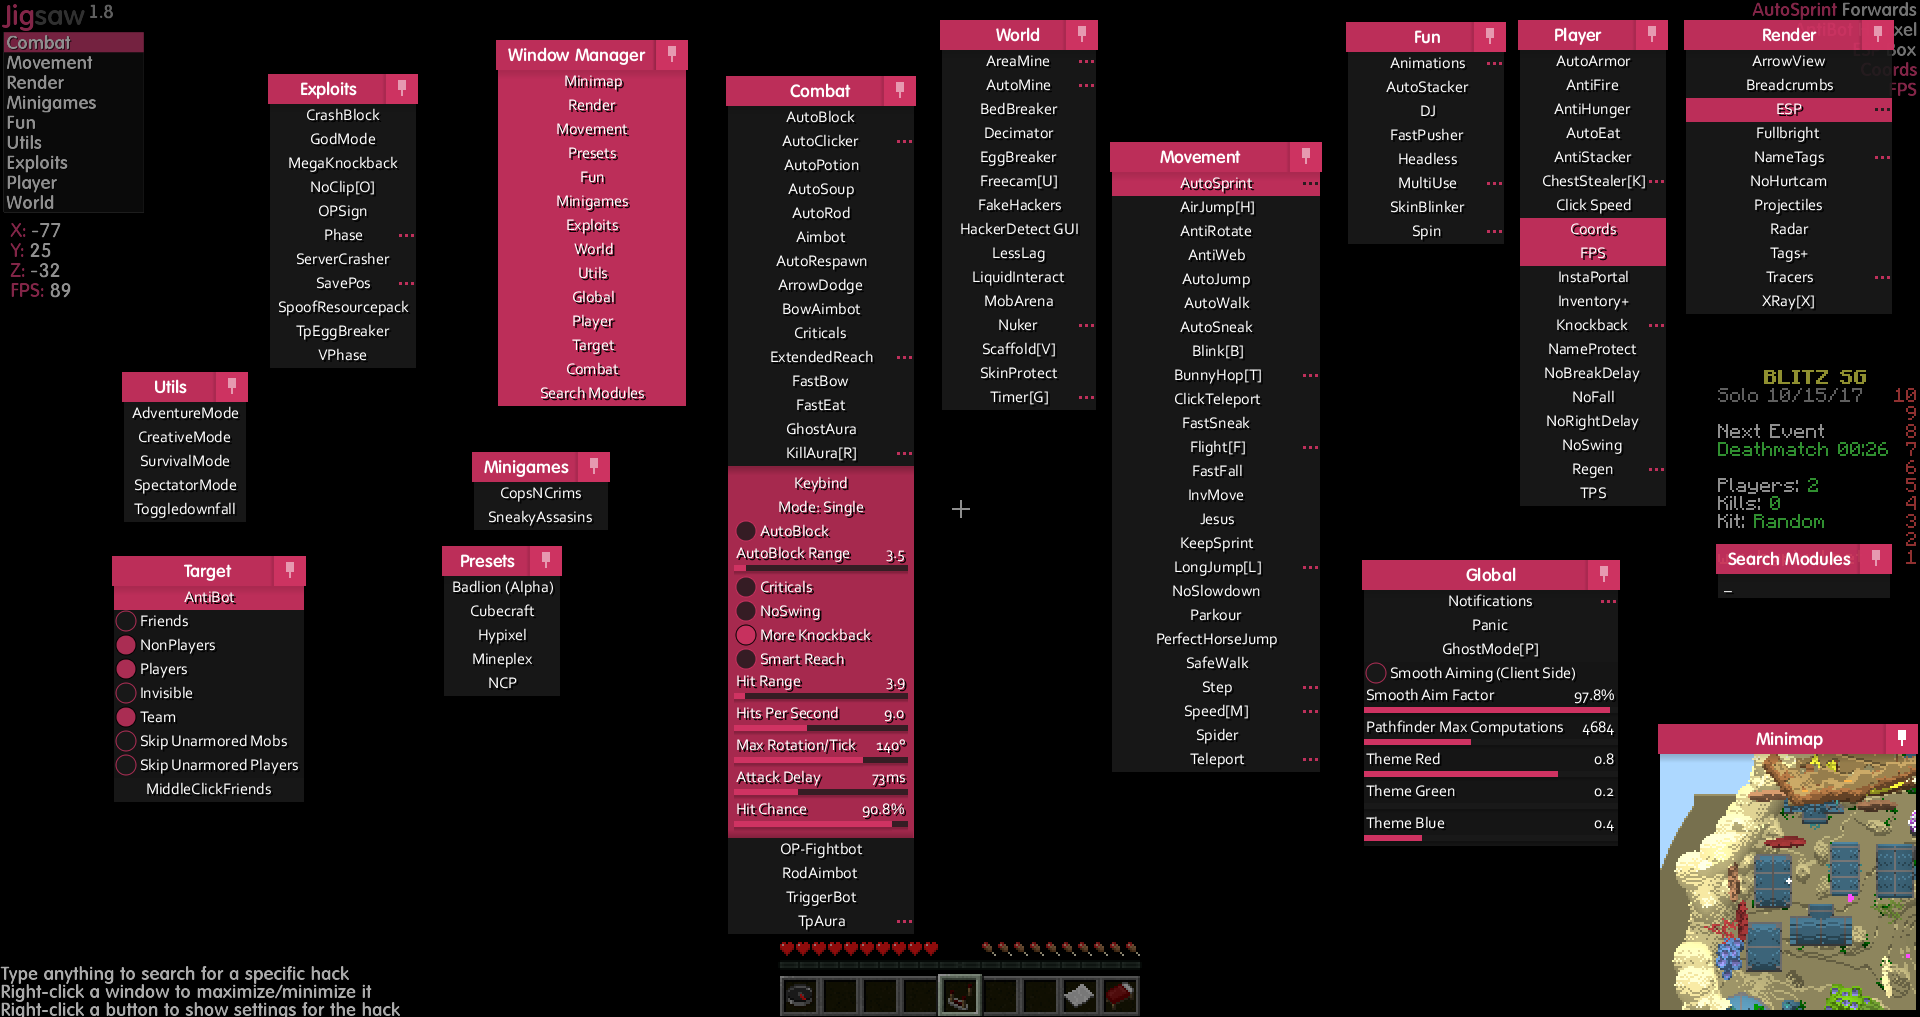 Jigsaw 1.8
Combat
Movement
Render
Minigames
Fun
Utils
Exploits
Player
World
X: -77
Y: 25
Z: -32
FPS: 89
Exploits
CrashBlock
GodMode
MegaKnockback
NoClip[O]
OPSign
Phase
ServerCrasher
SavePos
SpoofResourcepack
TpEggBreaker
VPhase
Utils
AdventureMode
CreativeMode
SurvivalMode
SpectatorMode
Toggledownfall
Target
AntiBot
Friends
NonPlayers
Players
Invisible
Team
Skip Unarmored Mobs
Skip Unarmored Players
MiddleClickFriends
Window Manager
Minimap
Render
Movement
Presets
Fun
Minigames
Exploits
World
Utils
Global
Player
Target
Combat
Search Modules
Minigames
CopsNCrims
SneakyAssasins
Presets
Badlion (Alpha)
Cubecraft
Hypixel
Mineplex
NCP
Combat
AutoBlock
AutoClicker
AutoPotion
AutoSoup
AutoRod
Aimbot
AutoRespawn
ArrowDodge
BowAimbot
Criticals
ExtendedReach
FastBow
FastEat
GhostAura
KillAura[R]
Keybind
Mode: Single
AutoBlock
AutoBlock Range 3.5
Criticals
NoSwing
More Knockback
Smart Reach
Hit Range 3.9
Hits Per Second 9.0
Max Rotation/Tick 140°
Attack Delay 73ms
Hit Chance 90.8%
OP-Fightbot
RodAimbot
TriggerBot
TpAura
World
AreaMine
AutoMine
BedBreaker
Decimator
EggBreaker
Freecam[U]
FakeHackers
HackerDetect GUI
LessLag
LiquidInteract
MobArena
Nuker
Scaffold[V]
SkinProtect
Timer[G]
Movement
AutoSprint
AirJump[H]
AntiRotate
AntiWeb
AutoJump
AutoWalk
AutoSneak
Blink[B]
BunnyHop[T]
ClickTeleport
FastSneak
Flight[F]
FastFall
InvMove
Jesus
KeepSprint
LongJump[L]
NoSlowdown
Parkour
PerfectHorseJump
SafeWalk
Step
Speed[M]
Spider
Teleport
Fun
Animations
AutoStacker
DJ
FastPusher
Headless
MultiUse
SkinBlinker
Spin
Player
AutoArmor
AntiFire
AntiHunger
AutoEat
AntiStacker
ChestStealer[K]
Click Speed
Coords
FPS
InstaPortal
Inventory+
Knockback
NameProtect
NoBreakDelay
NoFall
NoRightDelay
NoSwing
Regen
TPS
AutoSprint Forwards
Render
ArrowView
Breadcrumbs
ESP
Fullbright
NameTags
NoHurtcam
Projectiles
Radar
Tags+
Tracers
XRay[X]
BLITZ SG
Solo 10/15/17 10
9
Next Event 8
Deathmatch 00:26 7
6
Players: 2 5
Kills: 0 4
Kit: Random 3
2
1
Search Modules
_
Global
Notifications
Panic
GhostMode[P]
Smooth Aiming (Client Side)
Smooth Aim Factor 97.8%
Pathfinder Max Computations 4684
Theme Red 0.8
Theme Green 0.2
Theme Blue 0.4
Minimap
Type anything to search for a specific hack
Right-click a window to maximize/minimize it
Right-click a button to show settings for the hack